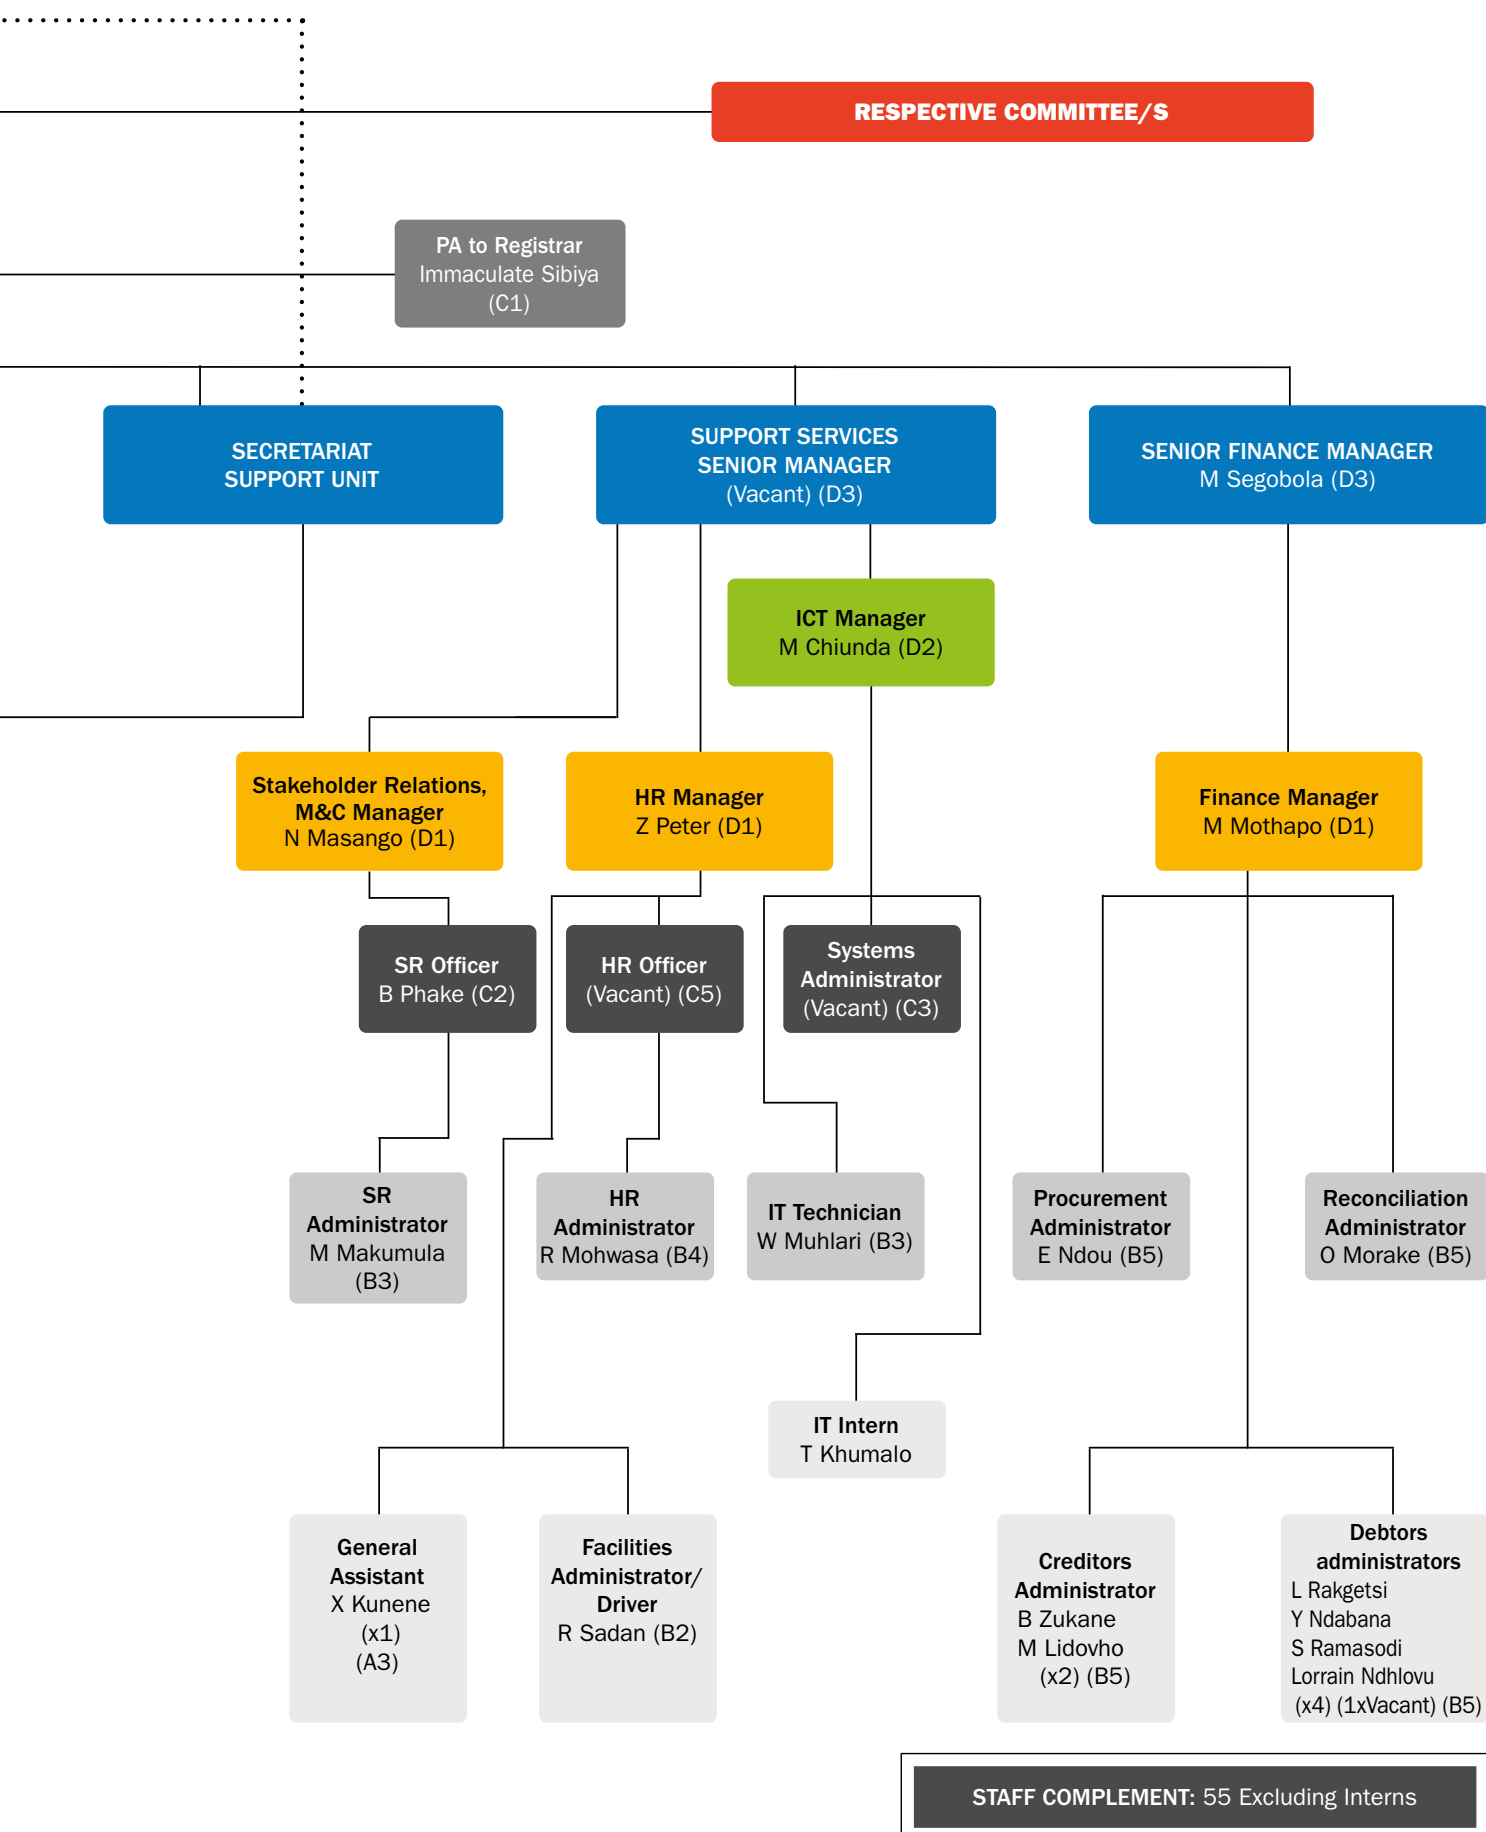 RESPECTIVE COMMITTEE/S
PA to Registrar
Immaculate Sibiya
(C1)
SECRETARIAT
SUPPORT UNIT
SUPPORT SERVICES
SENIOR MANAGER
(Vacant) (D3)
SENIOR FINANCE MANAGER
M Segobola (D3)
ICT Manager
M Chiunda (D2)
Stakeholder Relations,
M&C Manager
N Masango (D1)
HR Manager
Z Peter (D1)
Finance Manager
M Mothapo (D1)
SR Officer
B Phake (C2)
HR Officer
(Vacant) (C5)
Systems
Administrator
(Vacant) (C3)
SR
Administrator
M Makumula
(B3)
HR
Administrator
R Mohwasa (B4)
IT Technician
W Muhlari (B3)
Procurement
Administrator
E Ndou (B5)
Reconciliation
Administrator
O Morake (B5)
IT Intern
T Khumalo
General
Assistant
X Kunene
(x1)
(A3)
Facilities
Administrator/
Driver
R Sadan (B2)
Creditors
Administrator
B Zukane
M Lidovho
(x2) (B5)
Debtors
administrators
L Rakgetsi
Y Ndabana
S Ramasodi
Lorrain Ndhlovu
(x4) (1xVacant) (B5)
STAFF COMPLEMENT: 55 Excluding Interns